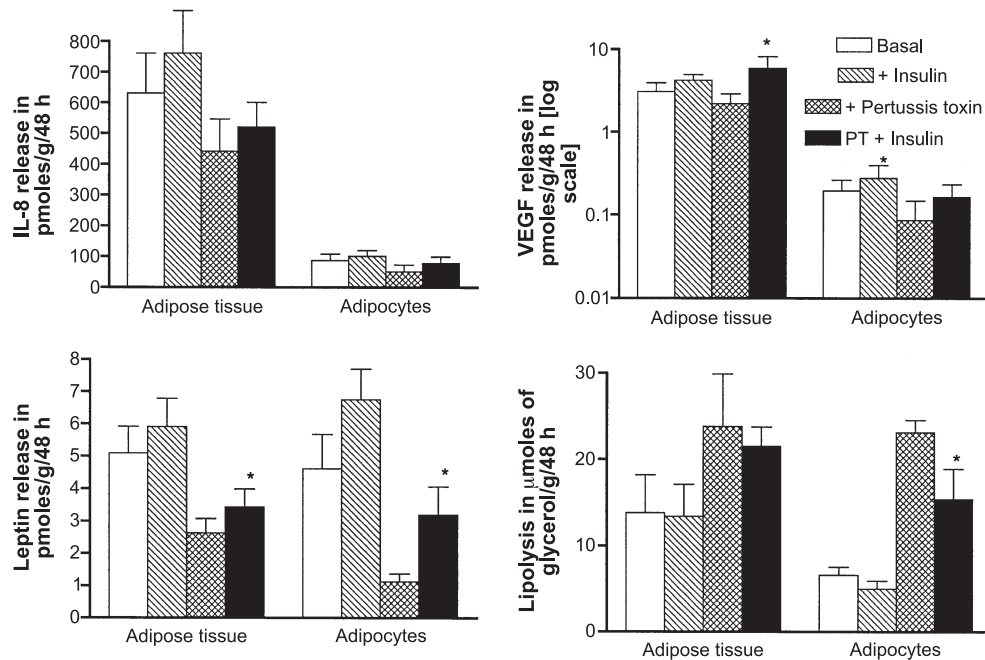 IL-8 release in
pmoles/g/48 h
800
700
600
500
400
300
200
100
0
Adipose tissue
Adipocytes
VEGF release in
pmoles/g/48 h [log
scale]
10
1
0.1
0.01
*
*
Adipose tissue
Adipocytes
Basal
+ Insulin
+ Pertussis toxin
PT + Insulin
Leptin release in
pmoles/g/48 h
8
7
6
5
4
3
2
1
0
*
*
Adipose tissue
Adipocytes
Lipolysis in μmoles of
glycerol/g/48 h
30
20
10
0
*
Adipose tissue
Adipocytes